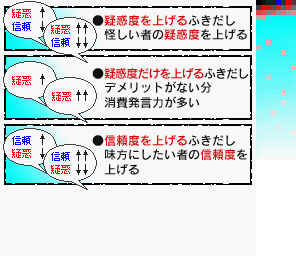 疑惑 ↓
信頼 ↑
疑惑 ↑↑
信頼 ↓↓
●疑惑度を上げるふきだし
怪しい者の疑惑度を上げる
疑惑 ↑
疑惑 ↑↑
●疑惑度だけを上げるふきだし
デメリットがない分
消費発言力が多い
信頼 ↑
疑惑 ↓
信頼 ↑↑
疑惑 ↓↓
●信頼度を上げるふきだし
味方にしたい者の信頼度を
上げる